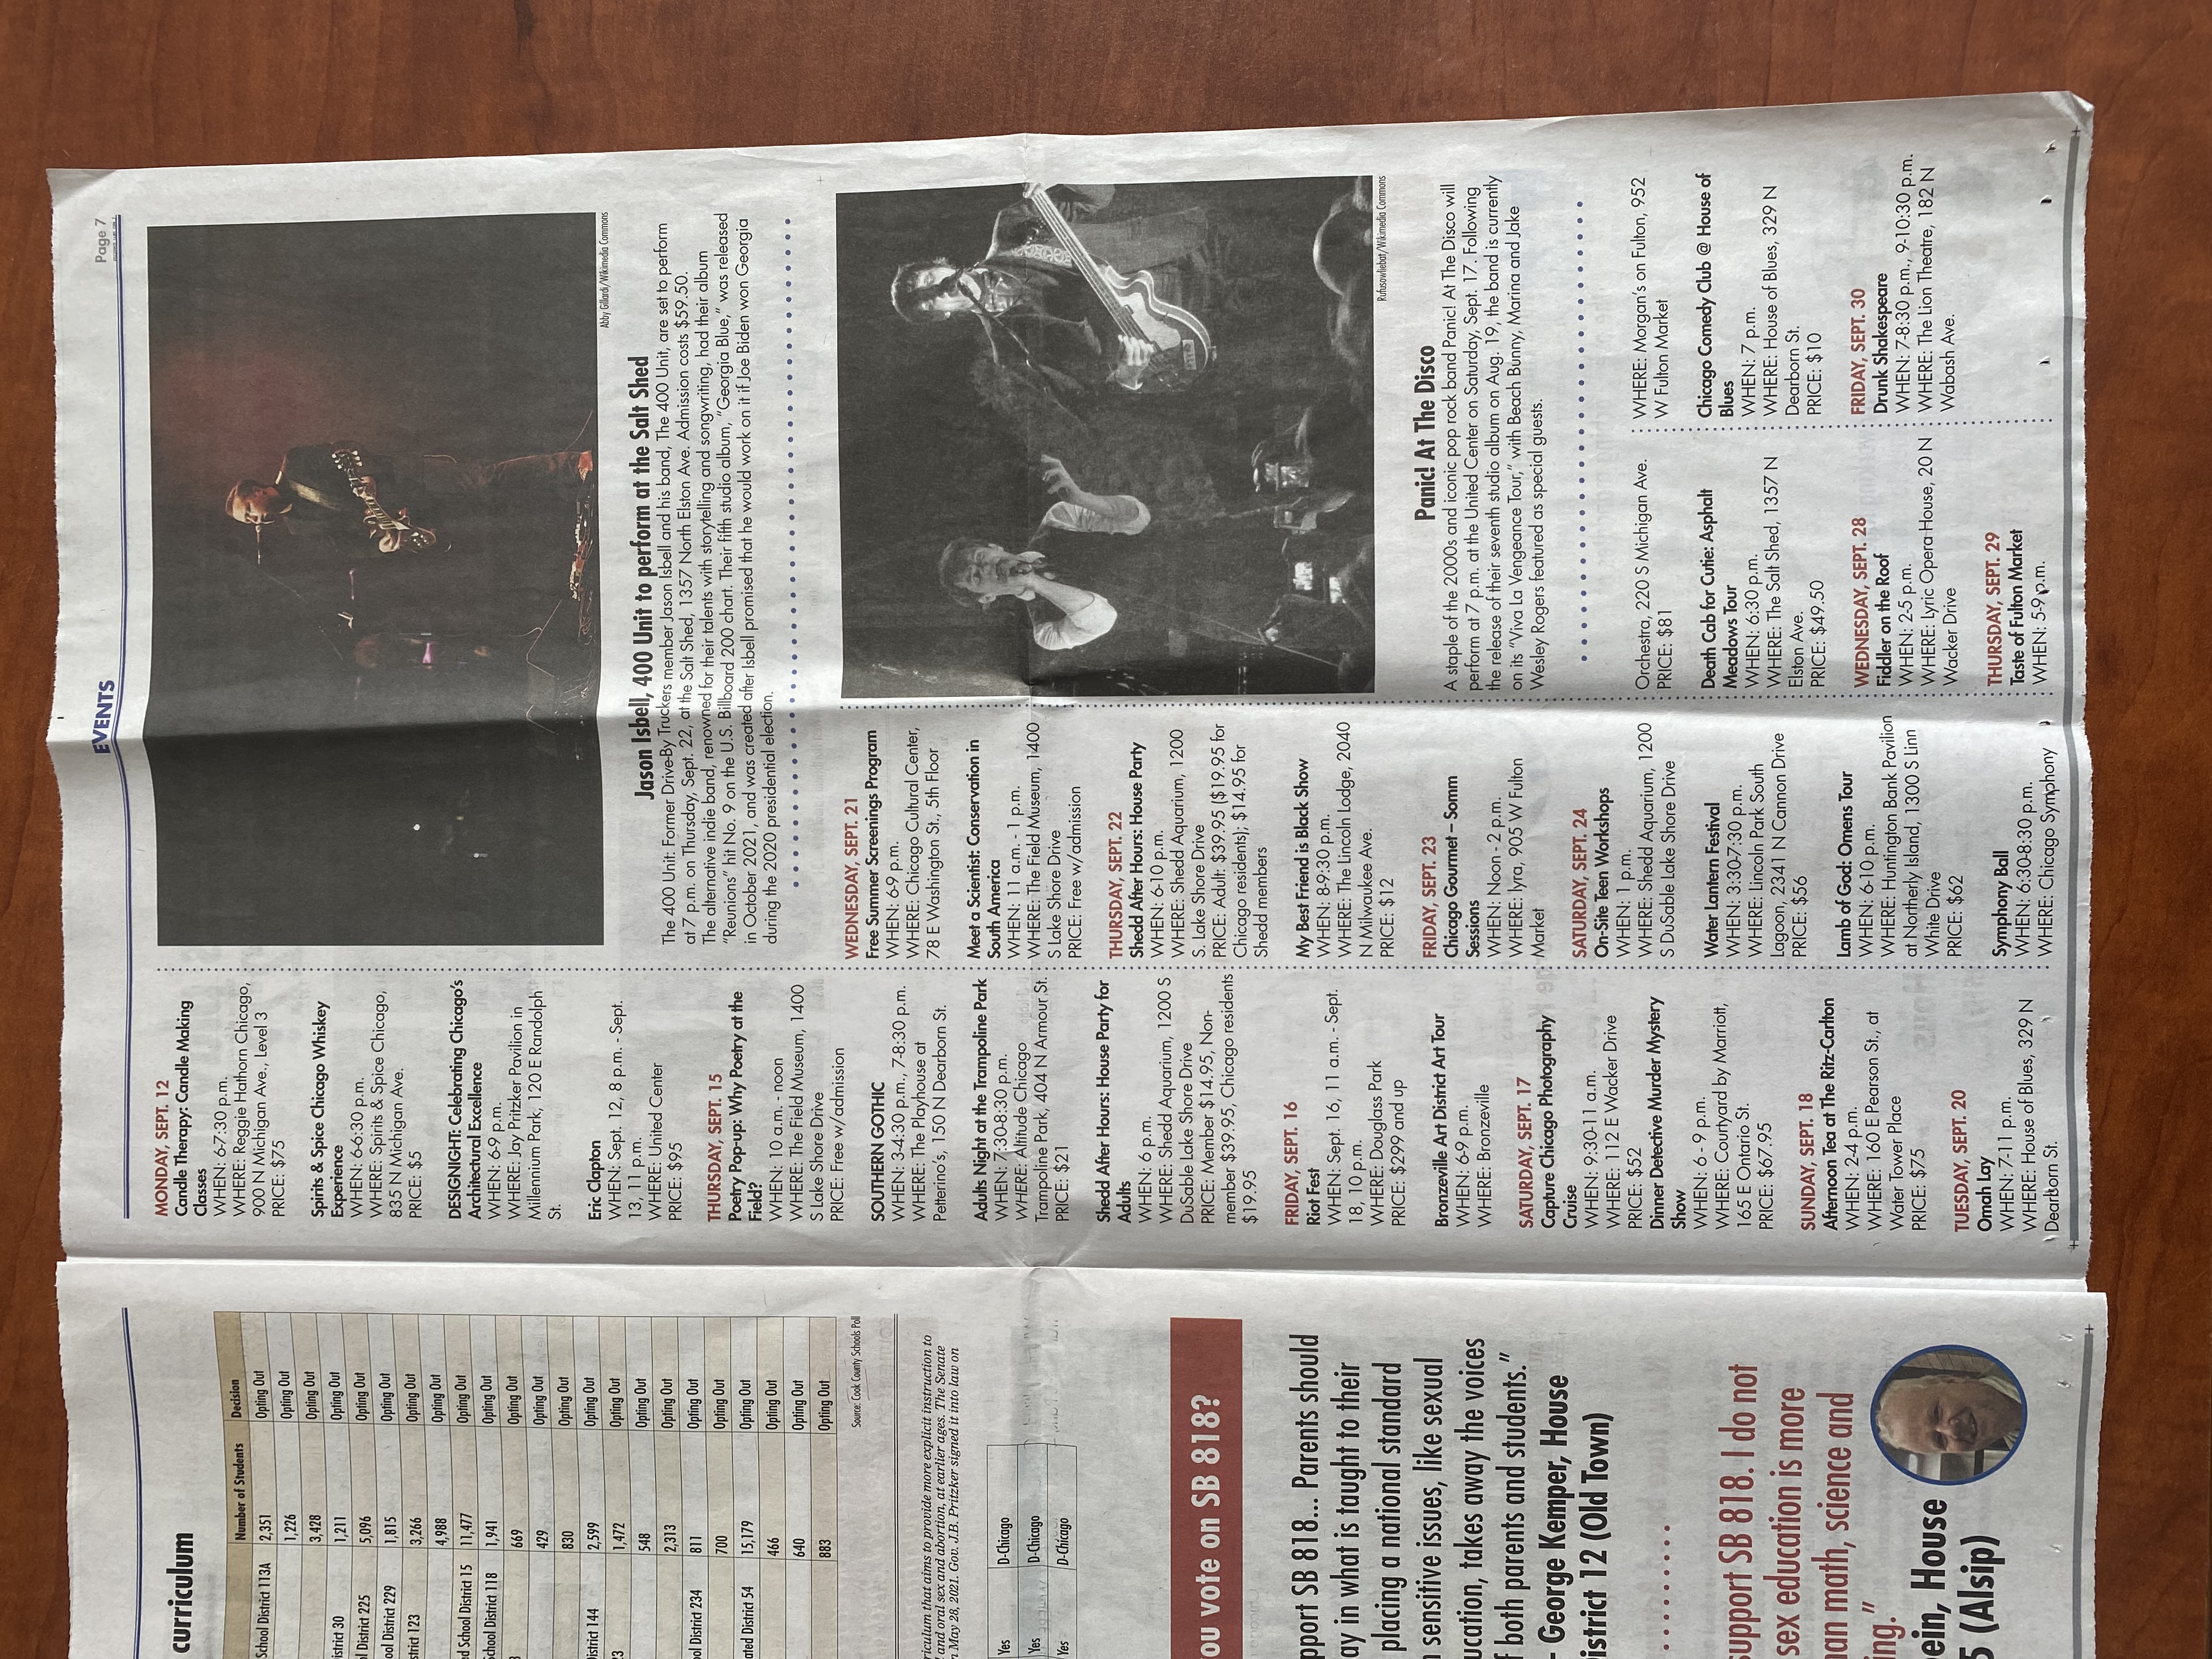 curriculum
Number of Students Decision
School District 113A 2,351 Opting Out
1,226 Opting Out
3,428 Opting Out
istrict 30 1,211 Opting Out
ol District 225 5,096 Opting Out
ool District 229 1,815 Opting Out
strict 123 3,266 Opting Out
4,988 Opting Out
ed School District 15 11,477 Opting Out
School District 118 1,941 Opting Out
3 669 Opting Out
429 Opting Out
830 Opting Out
istrict 144 2,599 Opting Out
23 1,472 Opting Out
548 Opting Out
2,313 Opting Out
ool District 234 811 Opting Out
700 Opting Out
ated District 54 15,179 Opting Out
466 Opting Out
640 Opting Out
883 Opting Out
Source: Cook County Schools Poll
riculum that aims to provide more explicit instruction to
l and oral sex and abortion, at earlier ages. The Senate
n May 28, 2021. Gov. J.B. Pritzker signed it into law on
Yes D-Chicago
Yes D-Chicago
Yes D-Chicago
ou vote on SB 818?
pport SB 818... Parents should
ay in what is taught to their
placing a national standard
n sensitive issues, like sexual
ucation, takes away the voices
f both parents and students."
- George Kemper, House
istrict 12 (Old Town)
support SB 818. I do not
sex education is more
han math, science and
ing."
ein, House
5 (Alsip)
EVENTS
Page 7
MONDAY, SEPT. 12
Candle Therapy: Candle Making
Classes
WHEN: 6-7:30 p.m.
WHERE: Reggie Hathorn Chicago,
900 N Michigan Ave., Level 3
PRICE: $75
Spirits & Spice Chicago Whiskey
Experience
WHEN: 6-6:30 p.m.
WHERE: Spirits & Spice Chicago,
835 N Michigan Ave.
PRICE: $5
DESIGNIGHT: Celebrating Chicago's
Architectural Excellence
WHEN: 6-9 p.m.
WHERE: Jay Pritzker Pavilion in
Millennium Park, 120 E Randolph
St.
Eric Clapton
WHEN: Sept. 12, 8 p.m. - Sept.
13, 11 p.m.
WHERE: United Center
PRICE: $95
THURSDAY, SEPT. 15
Poetry Pop-up: Why Poetry at the
Field?
WHEN: 10 a.m. - noon
WHERE: The Field Museum, 1400
S Lake Shore Drive
PRICE: Free w/admission
SOUTHERN GOTHIC
WHEN: 3-4:30 p.m., 7-8:30 p.m.
WHERE: The Playhouse at
Petterino's, 150 N Dearborn St.
Adults Night at the Trampoline Park
WHEN: 7:30-8:30 p.m.
WHERE: Altitude Chicago
Trampoline Park, 404 N Armour St.
PRICE: $21
Shedd After Hours: House Party for
Adults
WHEN: 6 p.m.
WHERE: Shedd Aquarium, 1200 S
DuSable Lake Shore Drive
PRICE: Member $14.95, Non-
member $39.95, Chicago residents
$19.95
FRIDAY, SEPT. 16
Riot Fest
WHEN: Sept. 16, 11 a.m. - Sept.
18, 10 p.m.
WHERE: Douglass Park
PRICE: $299 and up
Bronzeville Art District Art Tour
WHEN: 6-9 p.m.
WHERE: Bronzeville
SATURDAY, SEPT. 17
Capture Chicago Photography
Cruise
WHEN: 9:30-11 a.m.
WHERE: 112 E Wacker Drive
PRICE: $52
Dinner Detective Murder Mystery
Show
WHEN: 6 - 9 p.m.
WHERE: Courtyard by Marriott,
165 E Ontario St.
PRICE: $67.95
SUNDAY, SEPT. 18
Afternoon Tea at The Ritz-Carlton
WHEN: 2-4 p.m.
WHERE: 160 E Pearson St., at
Water Tower Place
PRICE: $75
TUESDAY, SEPT. 20
Omah Lay
WHEN: 7-11 p.m.
WHERE: House of Blues, 329 N
Dearborn St.
Abby Gillardi/Wikimedia Commons
Jason Isbell, 400 Unit to perform at the Salt Shed
The 400 Unit: Former Drive-By Truckers member Jason Isbell and his band, The 400 Unit, are set to perform
at 7 p.m. on Thursday, Sept. 22, at the Salt Shed, 1357 North Elston Ave. Admission costs $59.50.
The alternative indie band, renowned for their talents with storytelling and songwriting, had their album
"Reunions" hit No. 9 on the U.S. Billboard 200 chart. Their fifth studio album, "Georgia Blue," was released
in October 2021, and was created after Isbell promised that he would work on it if Joe Biden won Georgia
during the 2020 presidential election.
WEDNESDAY, SEPT. 21
Free Summer Screenings Program
WHEN: 6-9 p.m.
WHERE: Chicago Cultural Center,
78 E Washington St., 5th Floor
Meet a Scientist: Conservation in
South America
WHEN: 11 a.m. - 1 p.m.
WHERE: The Field Museum, 1400
S Lake Shore Drive
PRICE: Free w/admission
THURSDAY, SEPT. 22
Shedd After Hours: House Party
WHEN: 6-10 p.m.
WHERE: Shedd Aquarium, 1200
S. Lake Shore Drive
PRICE: Adult: $39.95 ($19.95 for
Chicago residents); $14.95 for
Shedd members
My Best Friend is Black Show
WHEN: 8-9:30 p.m.
WHERE: The Lincoln Lodge, 2040
N Milwaukee Ave.
PRICE: $12
FRIDAY, SEPT. 23
Chicago Gourmet – Somm
Sessions
WHEN: Noon - 2 p.m.
WHERE: lyra, 905 W Fulton
Market
SATURDAY, SEPT. 24
On-Site Teen Workshops
WHEN: 1 p.m.
WHERE: Shedd Aquarium, 1200
S DuSable Lake Shore Drive
Water Lantern Festival
WHEN: 3:30-7:30 p.m.
WHERE: Lincoln Park South
Lagoon, 2341 N Cannon Drive
PRICE: $56
Lamb of God: Omens Tour
WHEN: 6-10 p.m.
WHERE: Huntington Bank Pavilion
at Northerly Island, 1300 S Linn
White Drive
PRICE: $62
Symphony Ball
WHEN: 6:30-8:30 p.m.
WHERE: Chicago Symphony
Rufusowliebat/Wikimedia Commons
Panic! At The Disco
A staple of the 2000s and iconic pop rock band Panic! At The Disco will
perform at 7 p.m. at the United Center on Saturday, Sept. 17. Following
the release of their seventh studio album on Aug. 19, the band is currently
on its "Viva La Vengeance Tour," with Beach Bunny, Marina and Jake
Wesley Rogers featured as special guests.
Orchestra, 220 S Michigan Ave.
PRICE: $81
Death Cab for Cutie: Asphalt
Meadows Tour
WHEN: 6:30 p.m.
WHERE: The Salt Shed, 1357 N
Elston Ave.
PRICE: $49.50
WEDNESDAY, SEPT. 28
Fiddler on the Roof
WHEN: 2-5 p.m.
WHERE: Lyric Opera House, 20 N
Wacker Drive
THURSDAY, SEPT. 29
Taste of Fulton Market
WHEN: 5-9 p.m.
WHERE: Morgan's on Fulton, 952
W Fulton Market
Chicago Comedy Club @ House of
Blues
WHEN: 7 p.m.
WHERE: House of Blues, 329 N
Dearborn St.
PRICE: $10
FRIDAY, SEPT. 30
Drunk Shakespeare
WHEN: 7-8:30 p.m., 9-10:30 p.m.
WHERE: The Lion Theatre, 182 N
Wabash Ave.